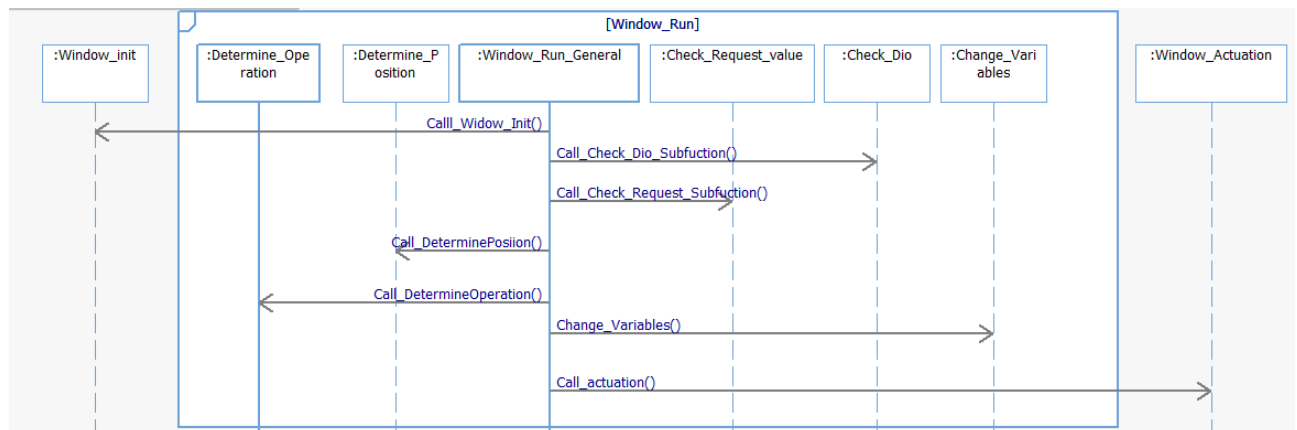 [Window_Run]
:Window_init
:Determine_Ope
ration
:Determine_P
osition
:Window_Run_General
:Check_Request_value
:Check_Dio
:Change_Vari
ables
:Window_Actuation
Calll_Widow_Init()
Call_Check_Dio_Subfuction()
Call_Check_Request_Subfuction()
Call_DeterminePosiion()
Call_DetermineOperation()
Change_Variables()
Call_actuation()